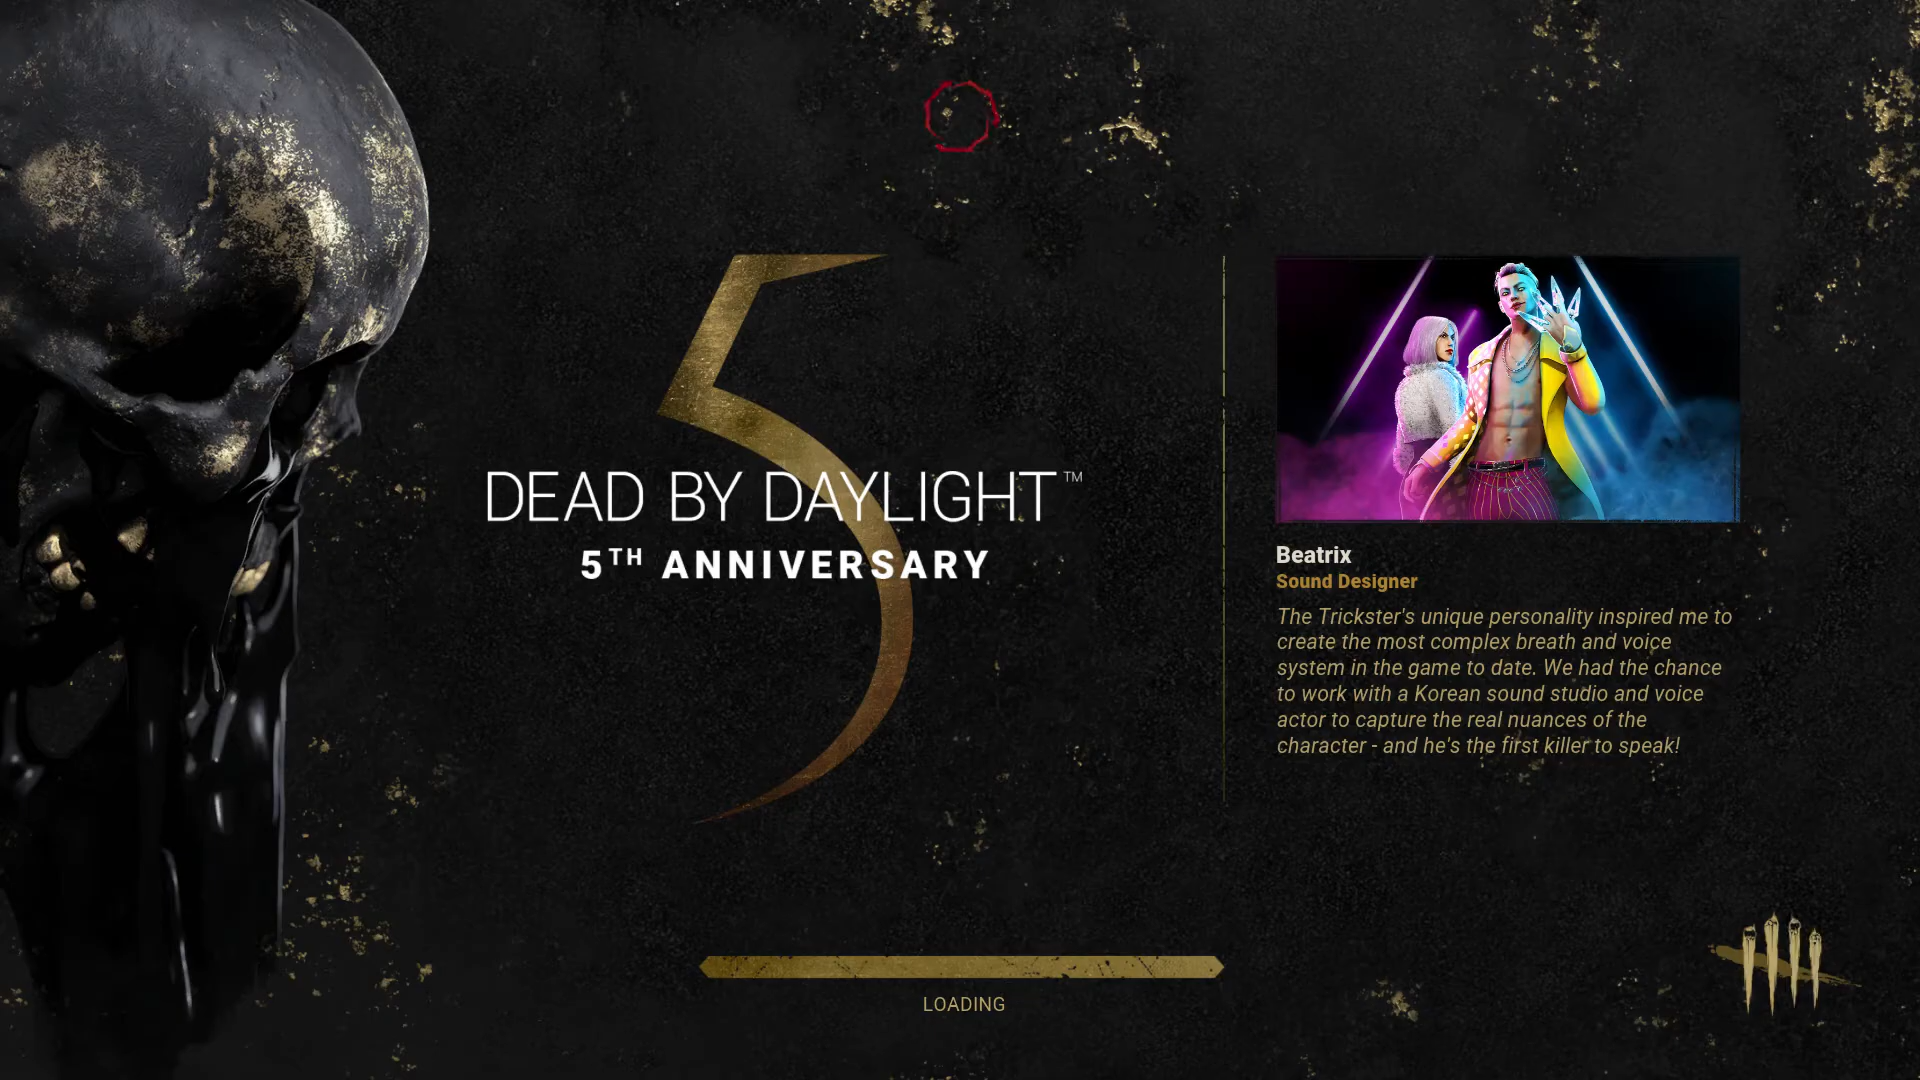 DEAD BY DAYLIGHT™
5TH ANNIVERSARY
Beatrix
Sound Designer
The Trickster's unique personality inspired me to
create the most complex breath and voice
system in the game to date. We had the chance
to work with a Korean sound studio and voice
actor to capture the real nuances of the
character - and he's the first killer to speak!
LOADING